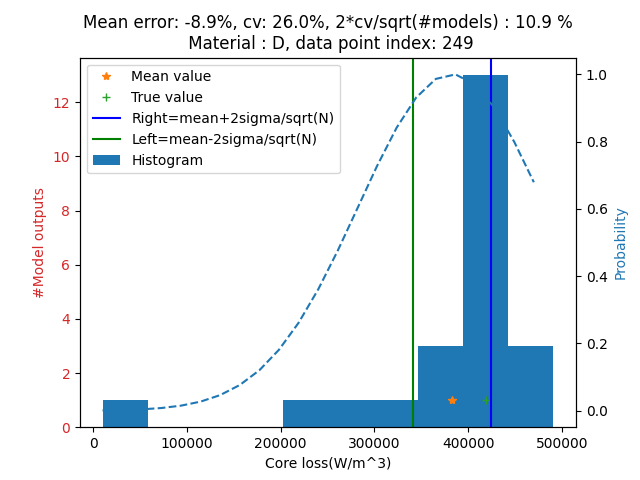 Mean error: -8.9%, cv: 26.0%, 2*cv/sqrt(#models) : 10.9 %
Material : D, data point index: 249
Mean value
True value
Right=mean+2sigma/sqrt(N)
Left=mean-2sigma/sqrt(N)
Histogram
#Model outputs
12
10
8
6
4
2
0
1.0
0.8
0.6
0.4
0.2
0.0
Probability
0
100000
200000
300000
400000
500000
Core loss(W/m^3)